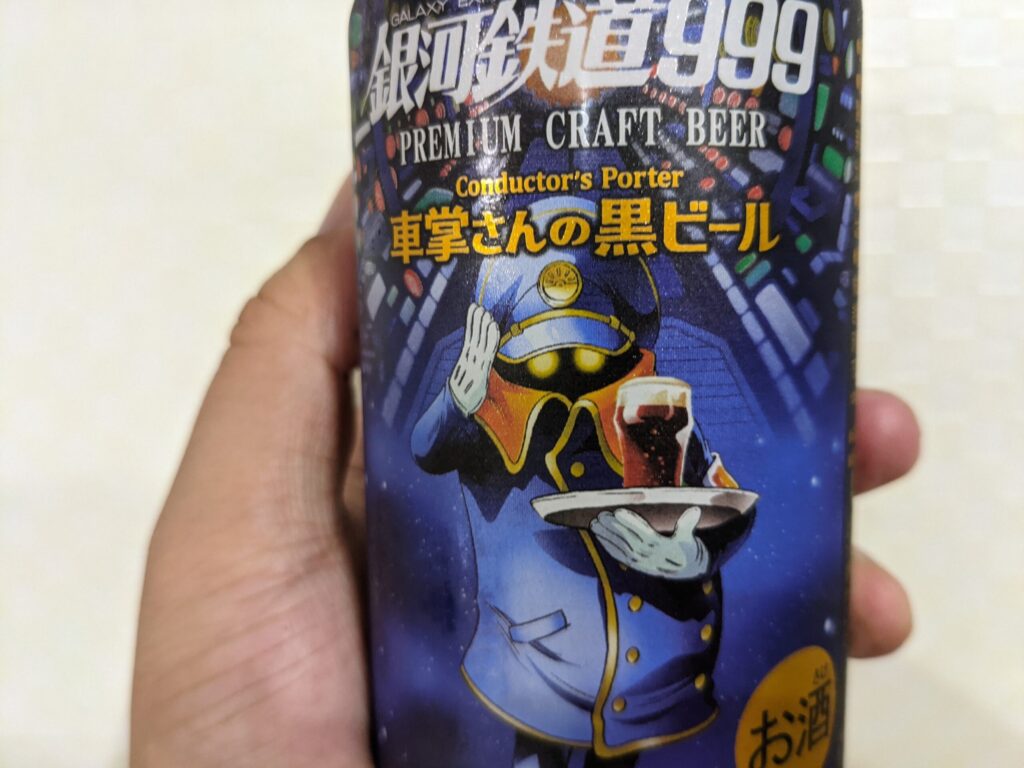 GALAXY
銀河鉄道999
PREMIUM CRAFT BEER
Conductor's Porter
車掌さんの黒ビール
お酒